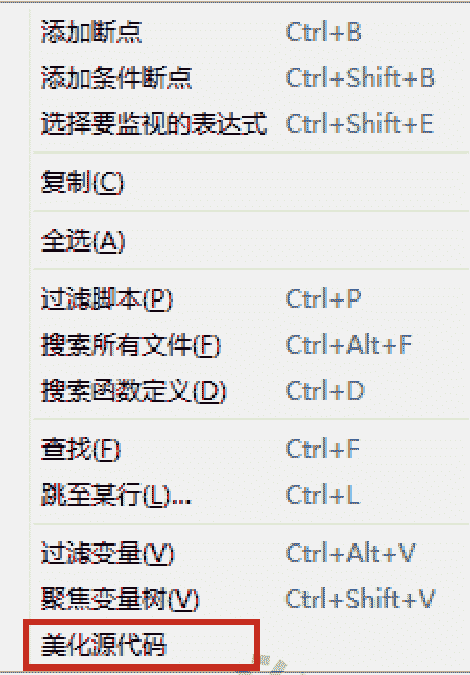 添加断点 Ctrl+B
添加条件断点 Ctrl+Shift+B
选择要监视的表达式 Ctrl+Shift+E
复制(C)
全选(A)
过滤脚本(P) Ctrl+P
搜索所有文件(F) Ctrl+Alt+F
搜索函数定义(D) Ctrl+D
查找(F) Ctrl+F
跳至某行(L)... Ctrl+L
过滤变量(V) Ctrl+Alt+V
聚焦变量树(V) Ctrl+Shift+V
美化源代码